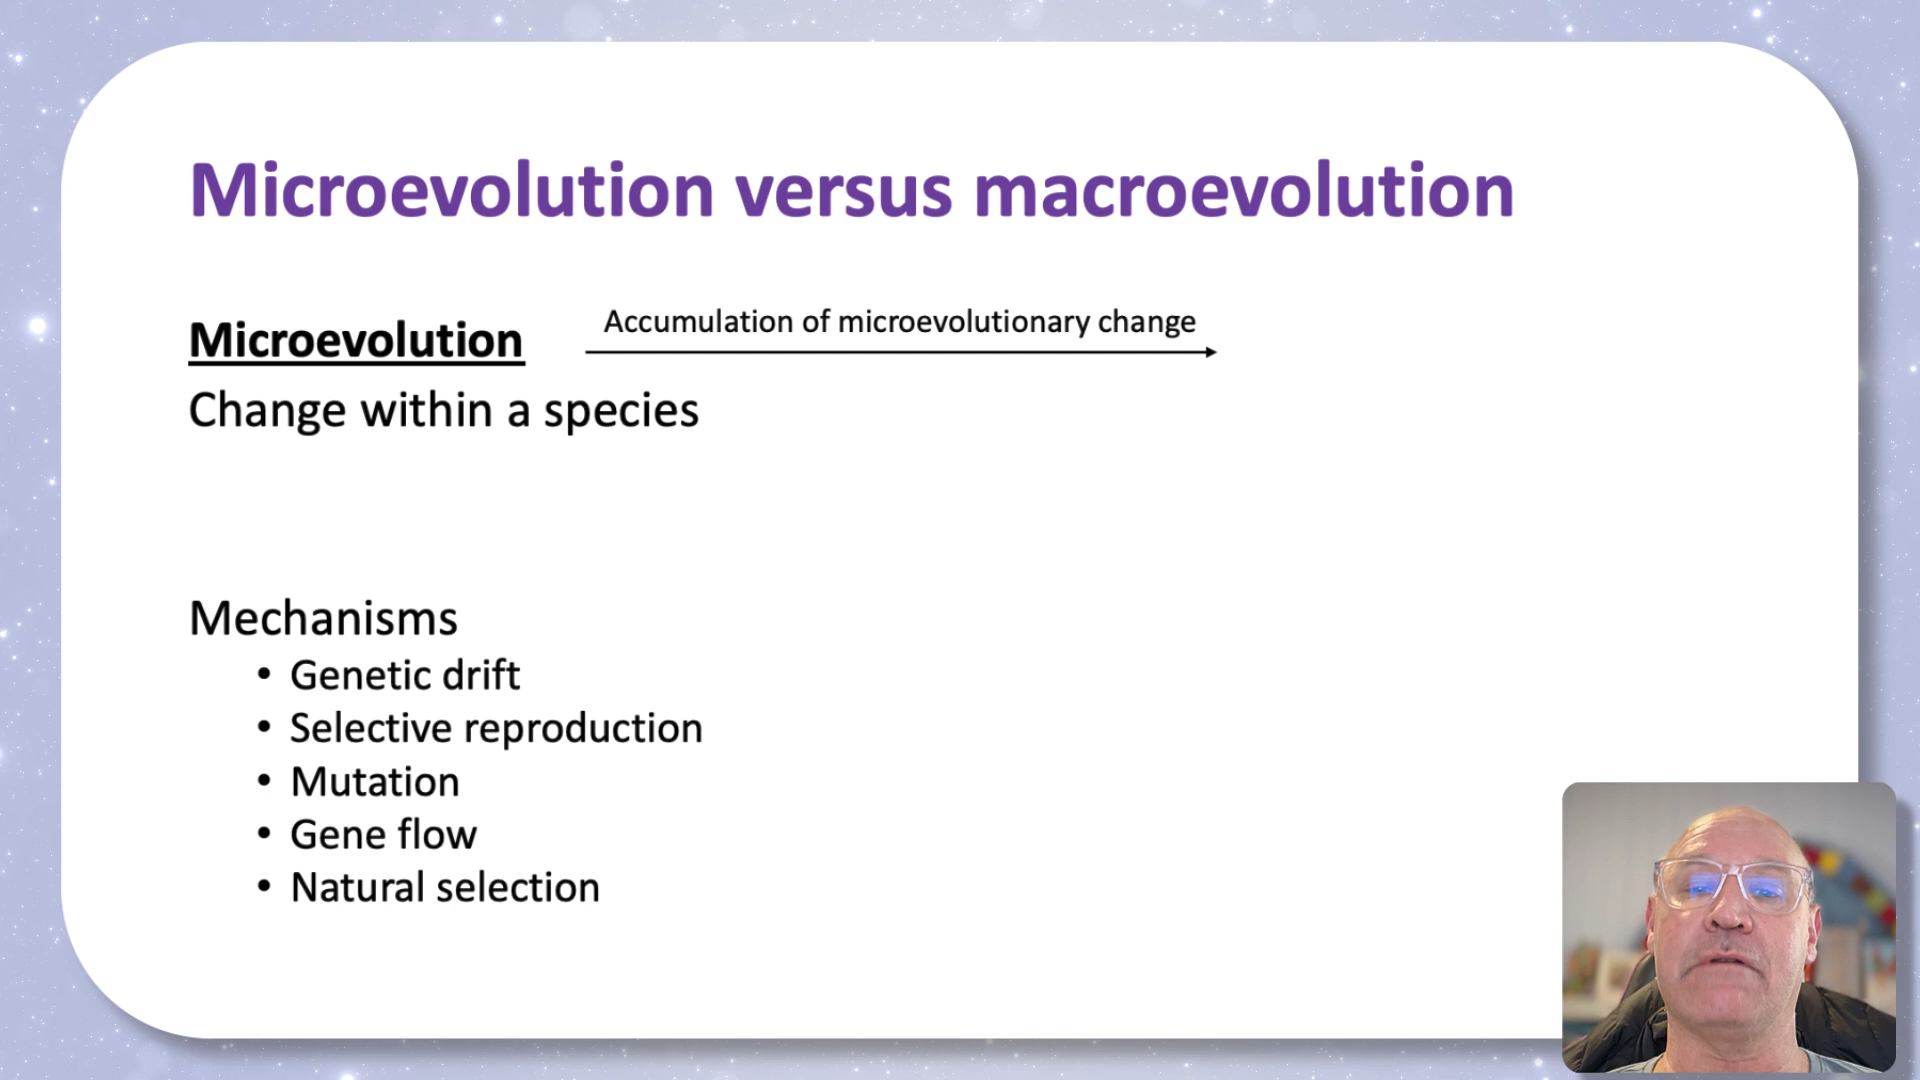 Microevolution versus macroevolution
Microevolution
Accumulation of microevolutionary change
Change within a species
Mechanisms
• Genetic drift
• Selective reproduction
• Mutation
• Gene flow
• Natural selection